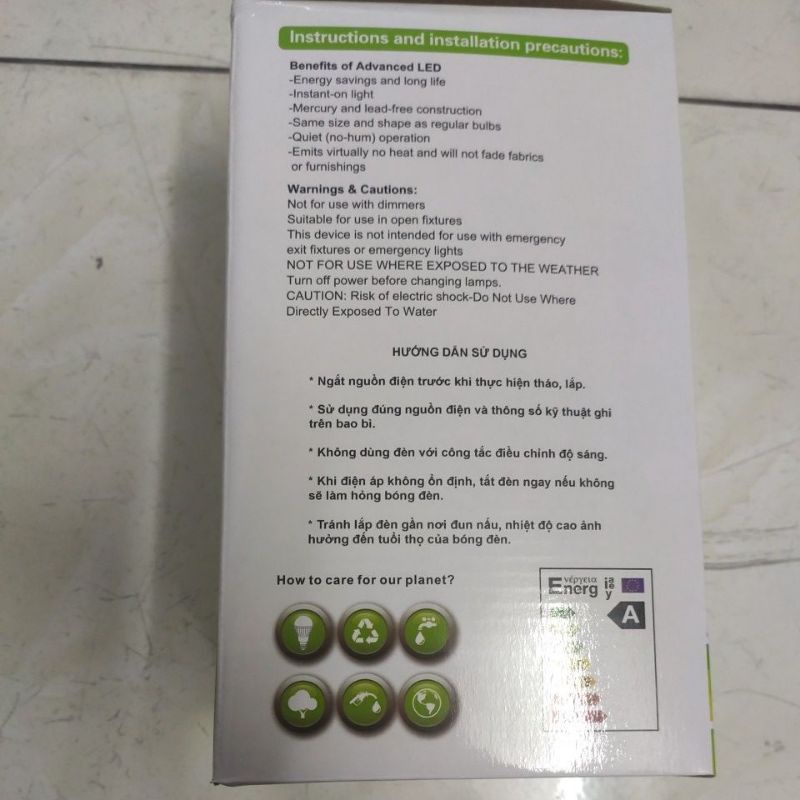 Instructions and installation precautions:
Benefits of Advanced LED
-Energy savings and long life
-Instant-on light
-Mercury and lead-free construction
-Same size and shape as regular bulbs
-Quiet (no-hum) operation
-Emits virtually no heat and will not fade fabrics
or furnishings
Warnings & Cautions:
Not for use with dimmers
Suitable for use in open fixtures
This device is not intended for use with emergency
exit fixtures or emergency lights
NOT FOR USE WHERE EXPOSED TO THE WEATHER
Turn off power before changing lamps.
CAUTION: Risk of electric shock-Do Not Use Where
Directly Exposed To Water
HƯỚNG DẪN SỬ DỤNG
* Ngắt nguồn điện trước khi thực hiện tháo, lắp.
* Sử dụng đúng nguồn điện và thông số kỹ thuật ghi
trên bao bì.
* Không dùng đèn với công tắc điều chỉnh độ sáng.
* Khi điện áp không ổn định, tắt đèn ngay nếu không
sẽ làm hỏng bóng đèn.
* Tránh lắp đèn gần nơi đun nấu, nhiệt độ cao ảnh
hưởng đến tuổi thọ của bóng đèn.
How to care for our planet?
Energ
ενέργεια
y
A